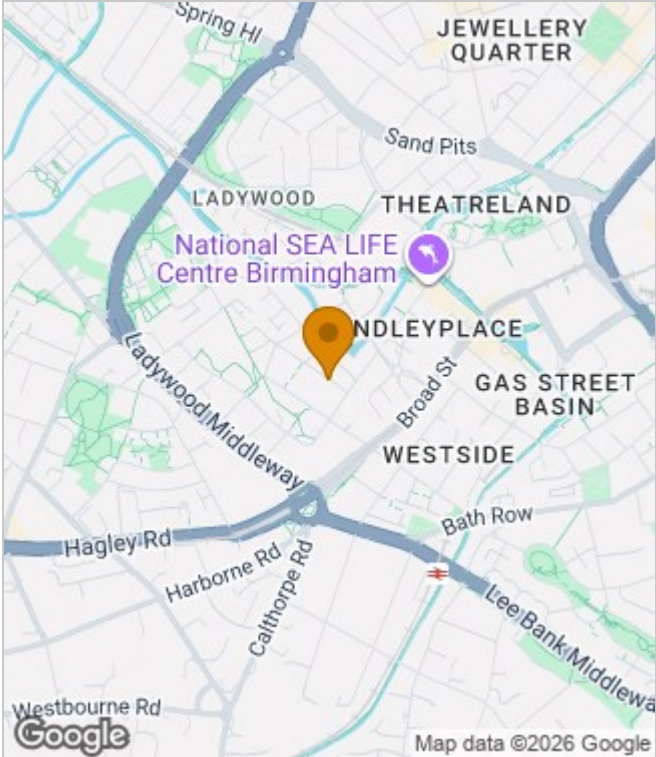 Spring Hl
JEWELLERY
QUARTER
Sand Pits
LADYWOOD
THEATRELAND
National SEA LIFE
Centre Birmingham
NDLEYPLACE
Ladywood Middleway
Broad St
GAS STREET
BASIN
WESTSIDE
Bath Row
Hagley Rd
Harborne Rd
Calthorpe Rd
Lee Bank Middlewa
Westbourne Rd
Google
Map data ©2026 Google